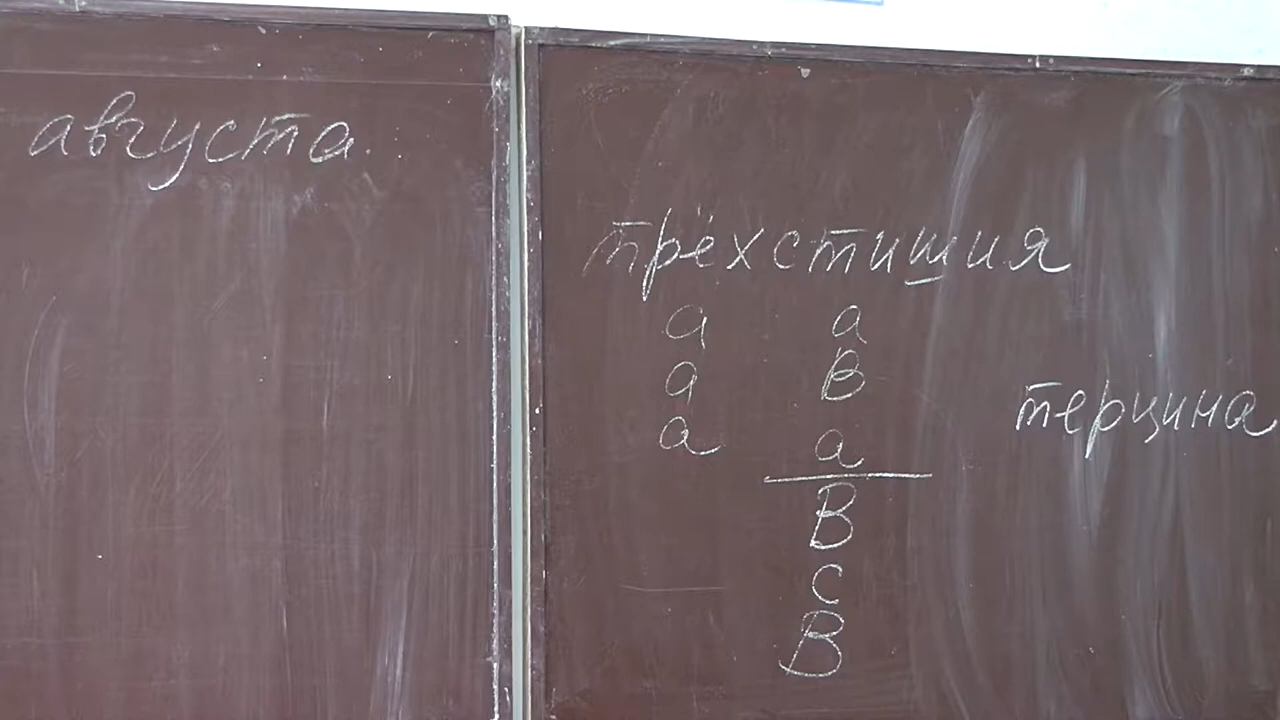 августа.
трёхстишия
а а
а В
а а
терцина
В
с
В